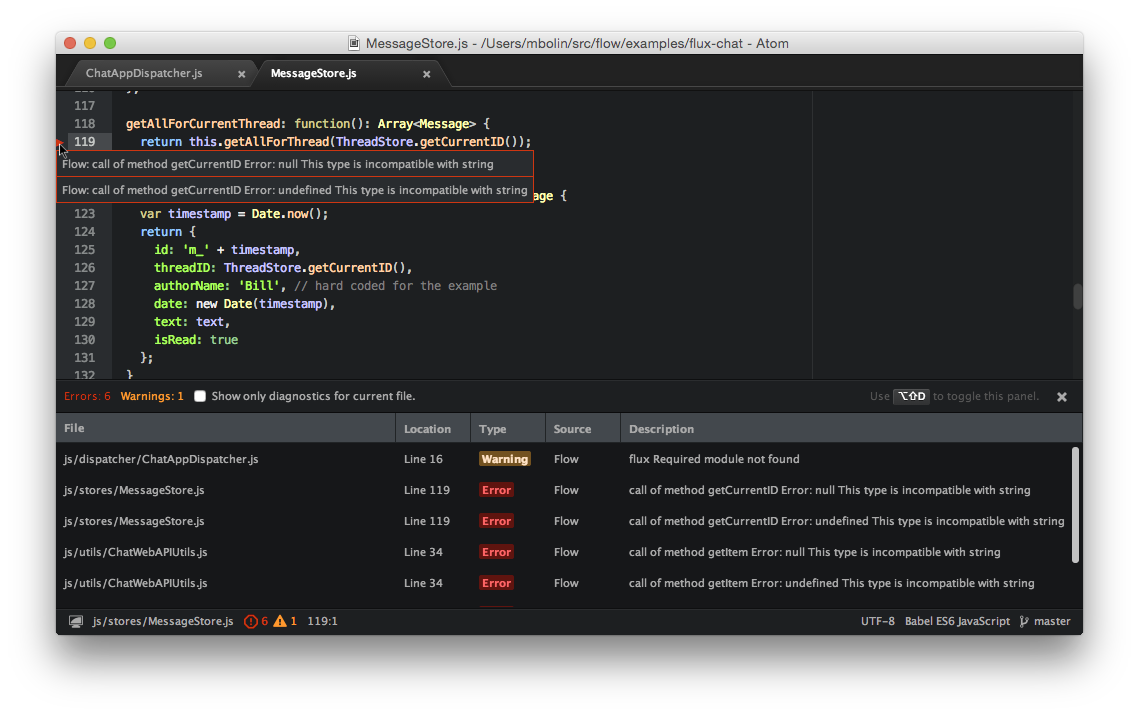 MessageStore.js - /Users/mbolin/src/flow/examples/flux-chat - Atom
ChatAppDispatcher.js × MessageStore.js ×
117
118 getAllForCurrentThread: function(): Array<Message> {
119 return this.getAllForThread(ThreadStore.getCurrentID());
Flow: call of method getCurrentID Error: null This type is incompatible with string
Flow: call of method getCurrentID Error: undefined This type is incompatible with string
age {
123 var timestamp = Date.now();
124 return {
125 id: 'm_' + timestamp,
126 threadID: ThreadStore.getCurrentID(),
127 authorName: 'Bill', // hard coded for the example
128 date: new Date(timestamp),
129 text: text,
130 isRead: true
131 };
132 }
Errors: 6 Warnings: 1 Show only diagnostics for current file. Use ⌥⇧D to toggle this panel. ×
File Location Type Source Description
js/dispatcher/ChatAppDispatcher.js Line 16 Warning Flow flux Required module not found
js/stores/MessageStore.js Line 119 Error Flow call of method getCurrentID Error: null This type is incompatible with string
js/stores/MessageStore.js Line 119 Error Flow call of method getCurrentID Error: undefined This type is incompatible with string
js/utils/ChatWebAPIUtils.js Line 34 Error Flow call of method getItem Error: null This type is incompatible with string
js/utils/ChatWebAPIUtils.js Line 34 Error Flow call of method getItem Error: undefined This type is incompatible with string
js/stores/MessageStore.js 6 1 119:1 UTF-8 Babel ES6 JavaScript master